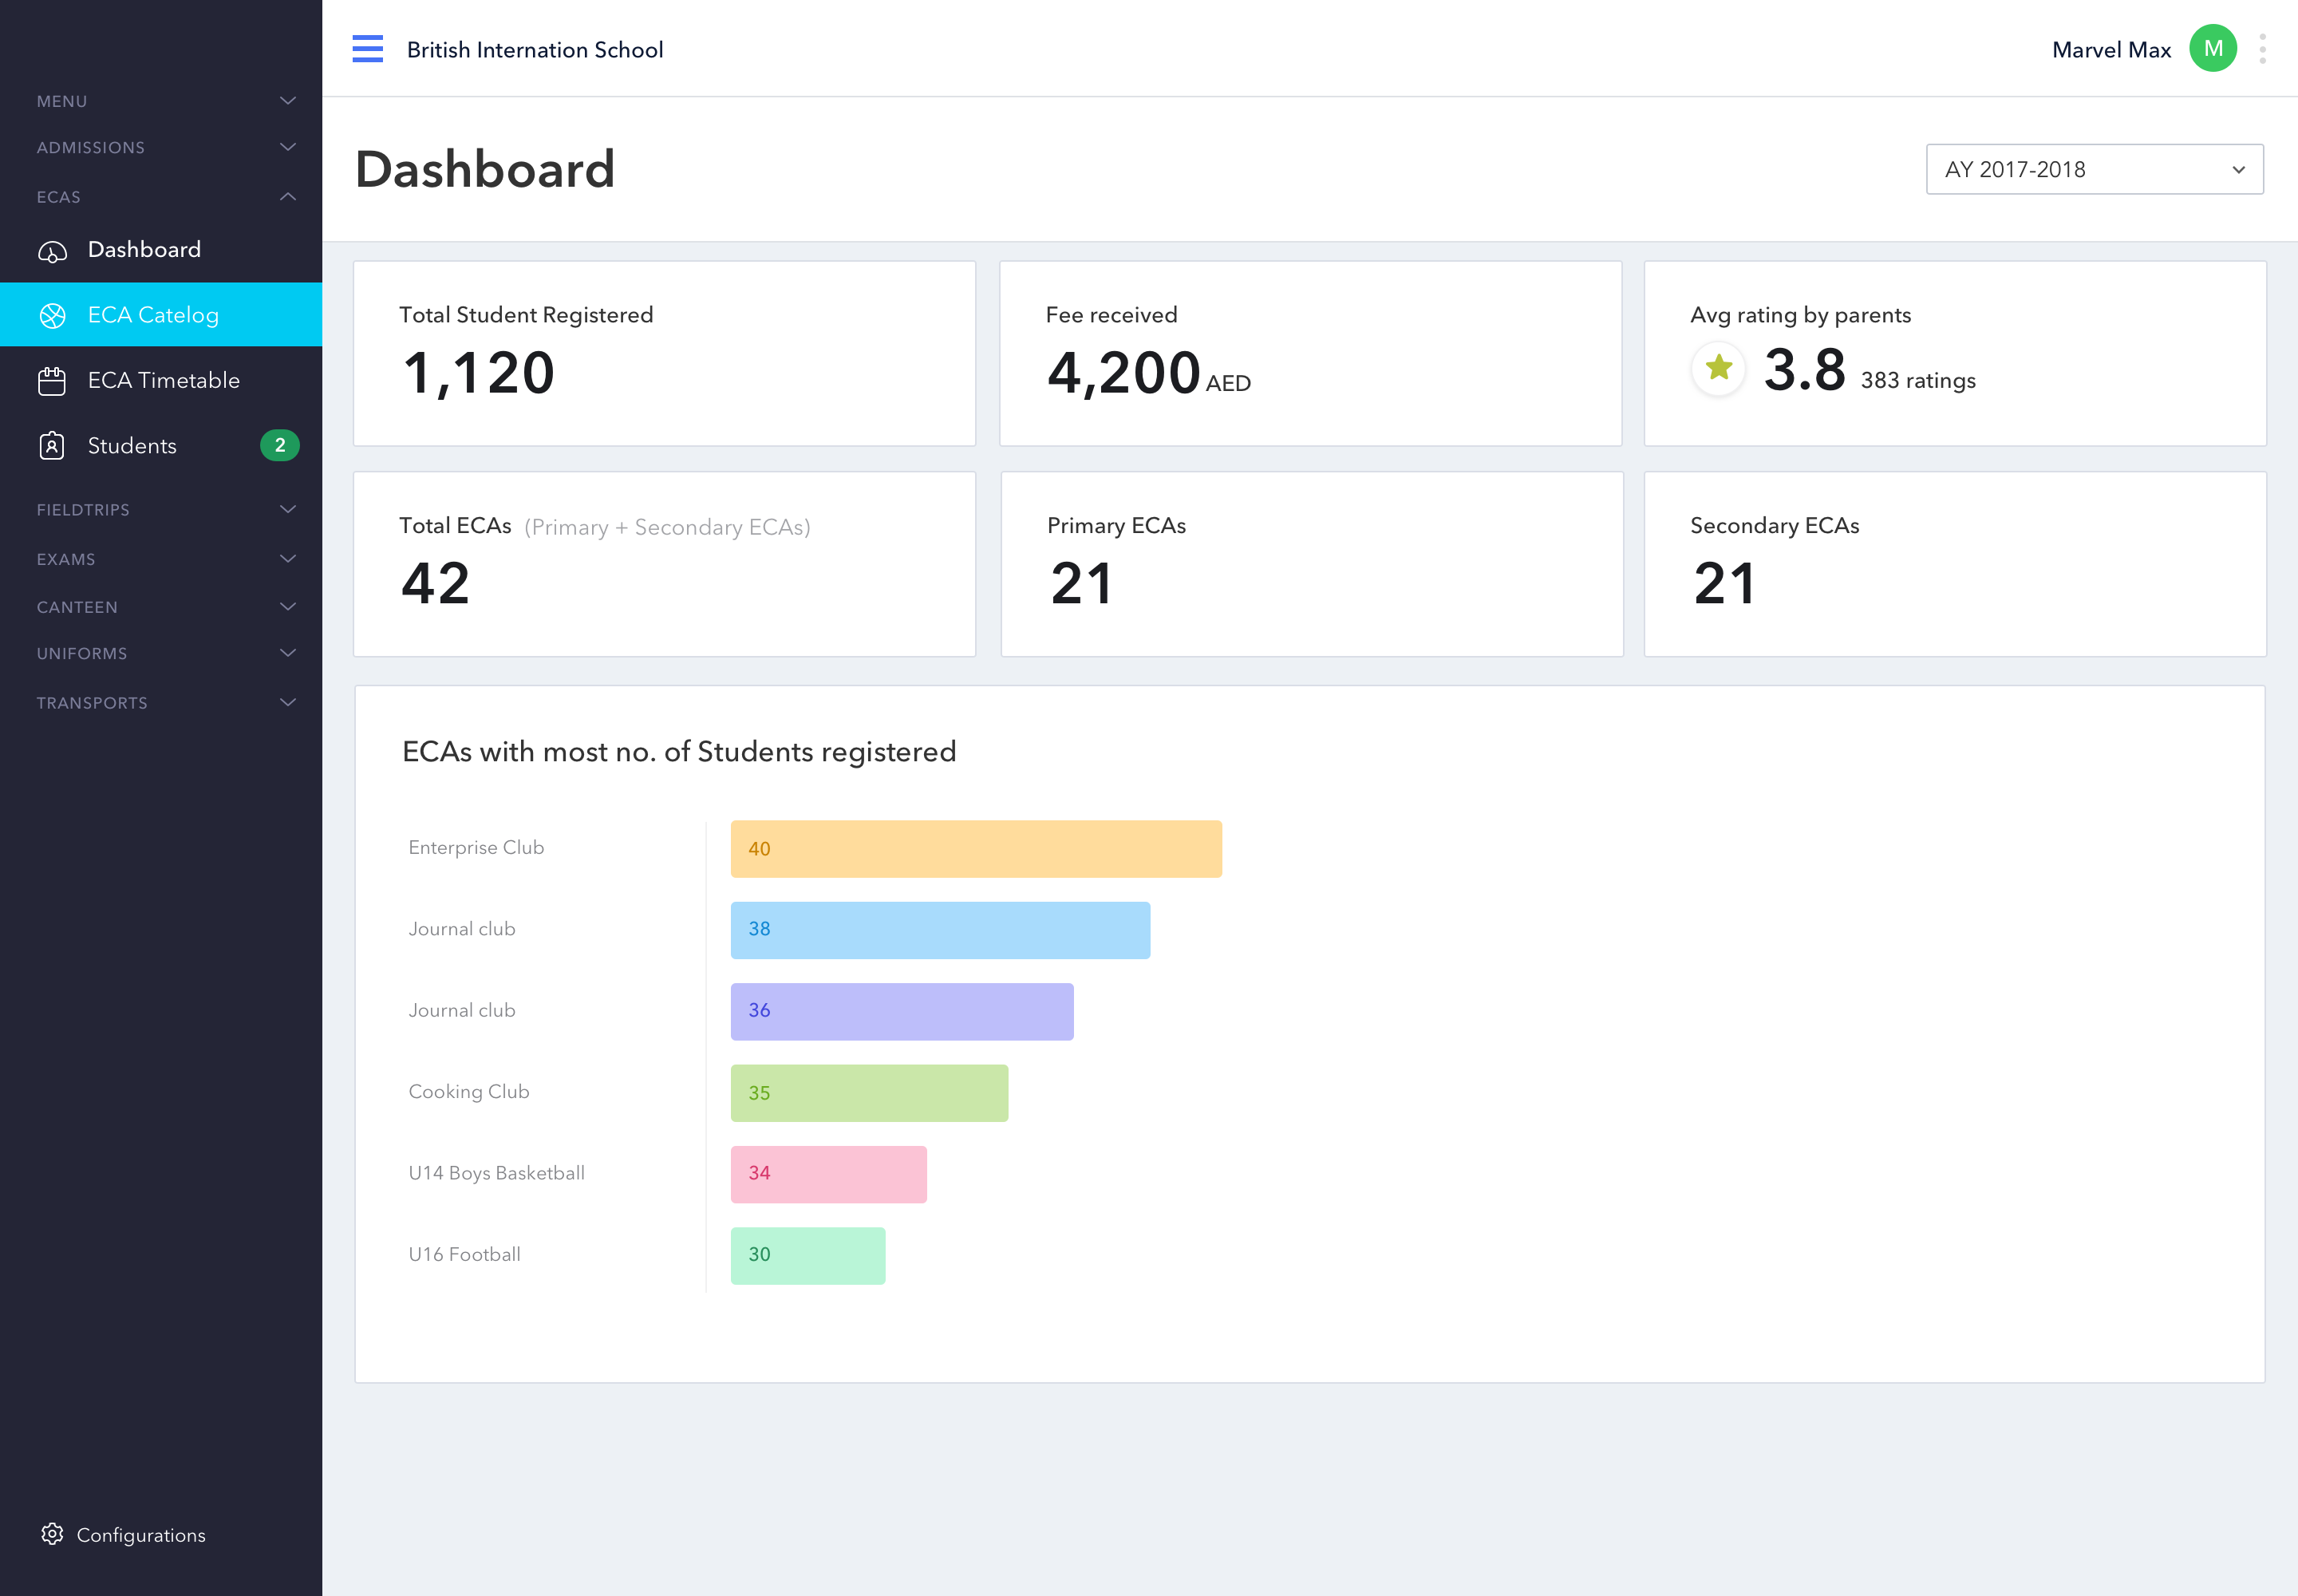 British Internation School
Marvel Max
M
MENU
ADMISSIONS
ECAS
Dashboard
ECA Catelog
ECA Timetable
Students
2
FIELDTRIPS
EXAMS
CANTEEN
UNIFORMS
TRANSPORTS
Configurations
Dashboard
AY 2017-2018
Total Student Registered
1,120
Fee received
4,200 AED
Avg rating by parents
3.8 383 ratings
Total ECAs (Primary + Secondary ECAs)
42
Primary ECAs
21
Secondary ECAs
21
ECAs with most no. of Students registered
Enterprise Club 40
Journal club 38
Journal club 36
Cooking Club 35
U14 Boys Basketball 34
U16 Football 30